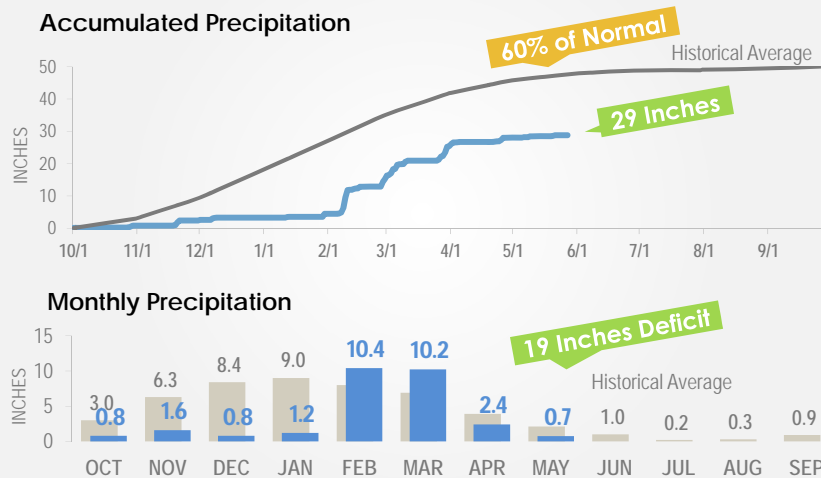 Accumulated Precipitation
60% of Normal
Historical Average
29 Inches
INCHES
50
40
30
20
10
0
10/1 11/1 12/1 1/1 2/1 3/1 4/1 5/1 6/1 7/1 8/1 9/1
Monthly Precipitation
19 Inches Deficit
Historical Average
INCHES
15
10
5
0
3.0 6.3 8.4 9.0 1.0 0.2 0.3 0.9
0.8 1.6 0.8 1.2 10.4 10.2 2.4 0.7
OCT NOV DEC JAN FEB MAR APR MAY JUN JUL AUG SEP